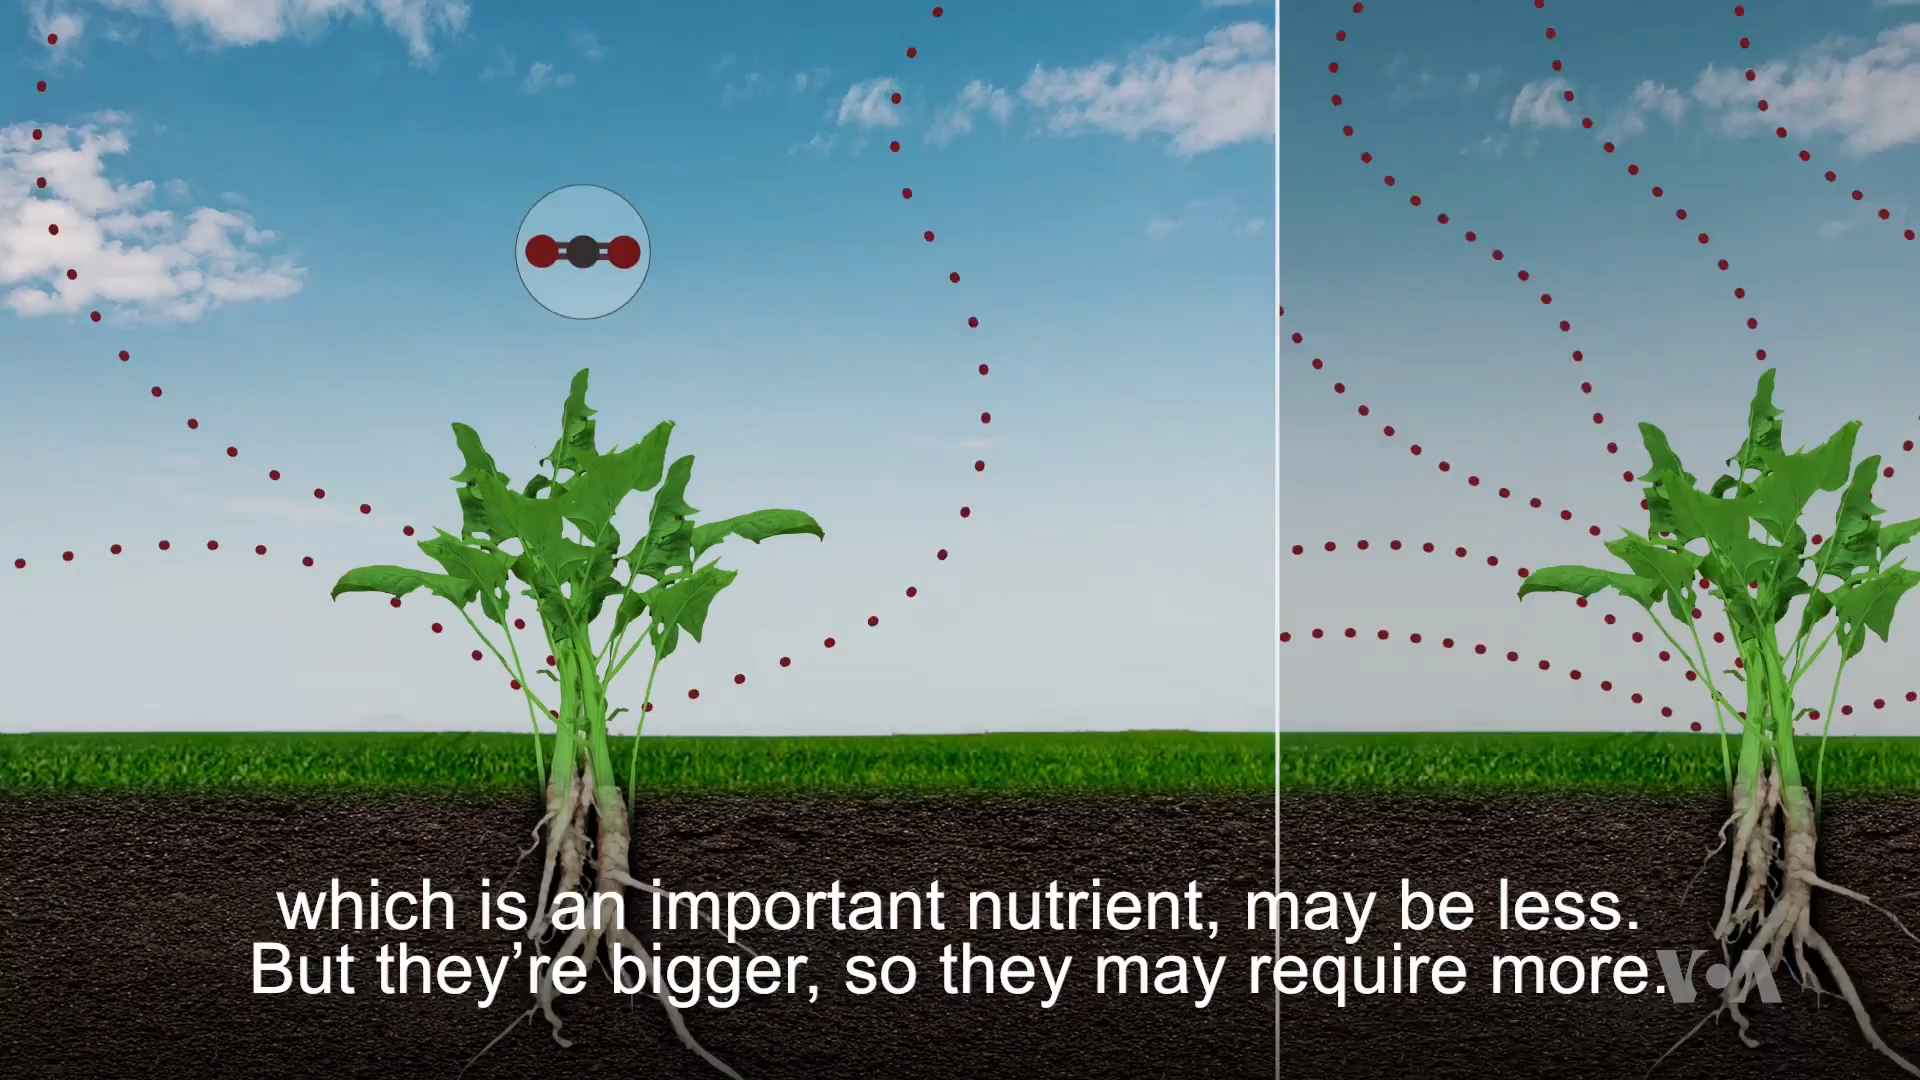 which is an important nutrient, may be less.
But they’re bigger, so they may require more.
VOA